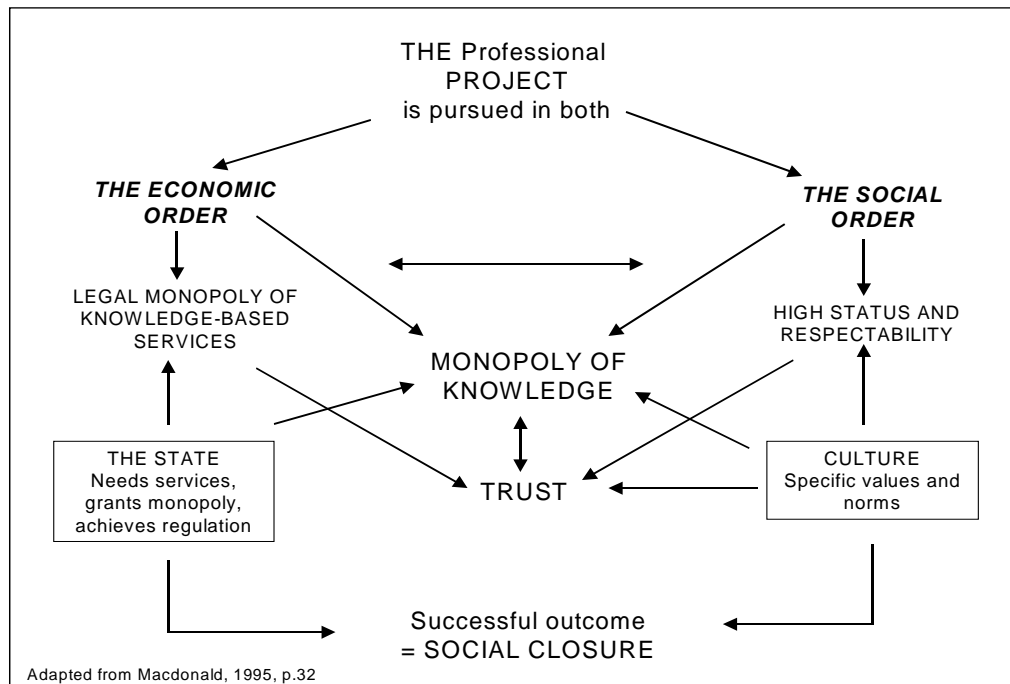 THE Professional
PROJECT
is pursued in both
THE ECONOMIC
ORDER
THE SOCIAL
ORDER
LEGAL MONOPOLY OF
KNOWLEDGE-BASED
SERVICES
HIGH STATUS AND
RESPECTABILITY
MONOPOLY OF
KNOWLEDGE
THE STATE
Needs services,
grants monopoly,
achieves regulation
TRUST
CULTURE
Specific values and
norms
Successful outcome
= SOCIAL CLOSURE
Adapted from Macdonald, 1995, p.32